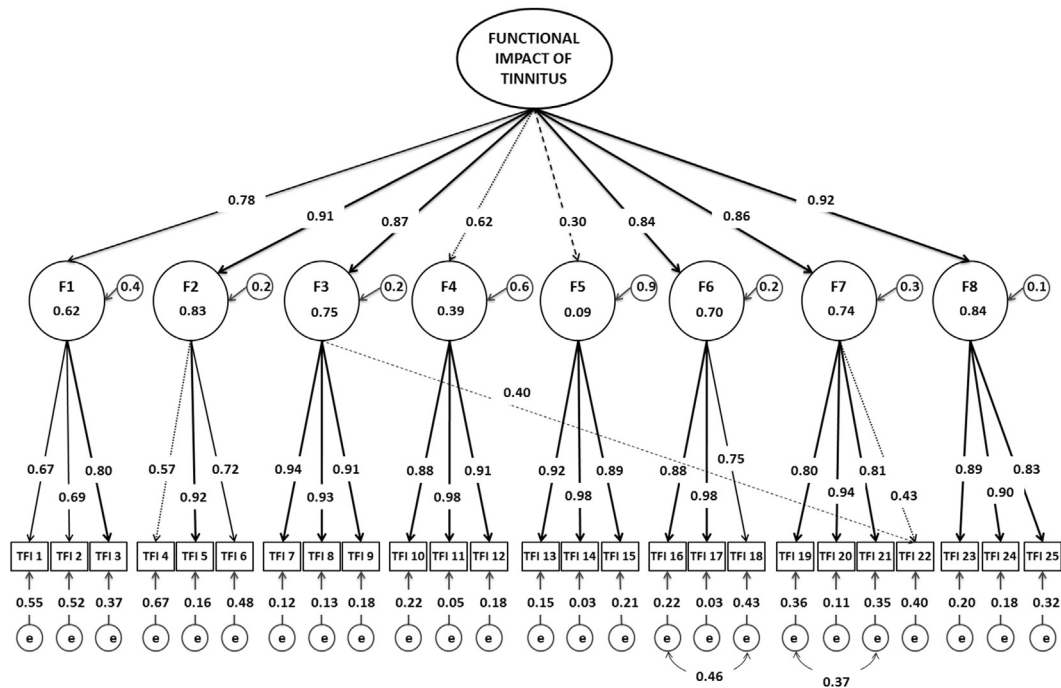 FUNCTIONAL
IMPACT OF
TINNITUS
0.78 0.91 0.87 0.62 0.30 0.84 0.86 0.92
F1 F2 F3 F4 F5 F6 F7 F8
0.4 0.2 0.2 0.6 0.9 0.2 0.3 0.1
0.62 0.83 0.75 0.39 0.09 0.70 0.74 0.84
0.40
0.67 0.80 0.57 0.72 0.94 0.91 0.88 0.91 0.92 0.89 0.88 0.75 0.80 0.81 0.89 0.83
0.69 0.92 0.93 0.98 0.98 0.98 0.94 0.43 0.90
TFI 1 TFI 2 TFI 3 TFI 4 TFI 5 TFI 6 TFI 7 TFI 8 TFI 9 TFI 10 TFI 11 TFI 12 TFI 13 TFI 14 TFI 15 TFI 16 TFI 17 TFI 18 TFI 19 TFI 20 TFI 21 TFI 22 TFI 23 TFI 24 TFI 25
0.55 0.52 0.37 0.67 0.16 0.48 0.12 0.13 0.18 0.22 0.05 0.18 0.15 0.03 0.21 0.22 0.03 0.43 0.36 0.11 0.35 0.40 0.20 0.18 0.32
e e e e e e e e e e e e e e e e e e e e e e e e e
0.46 0.37